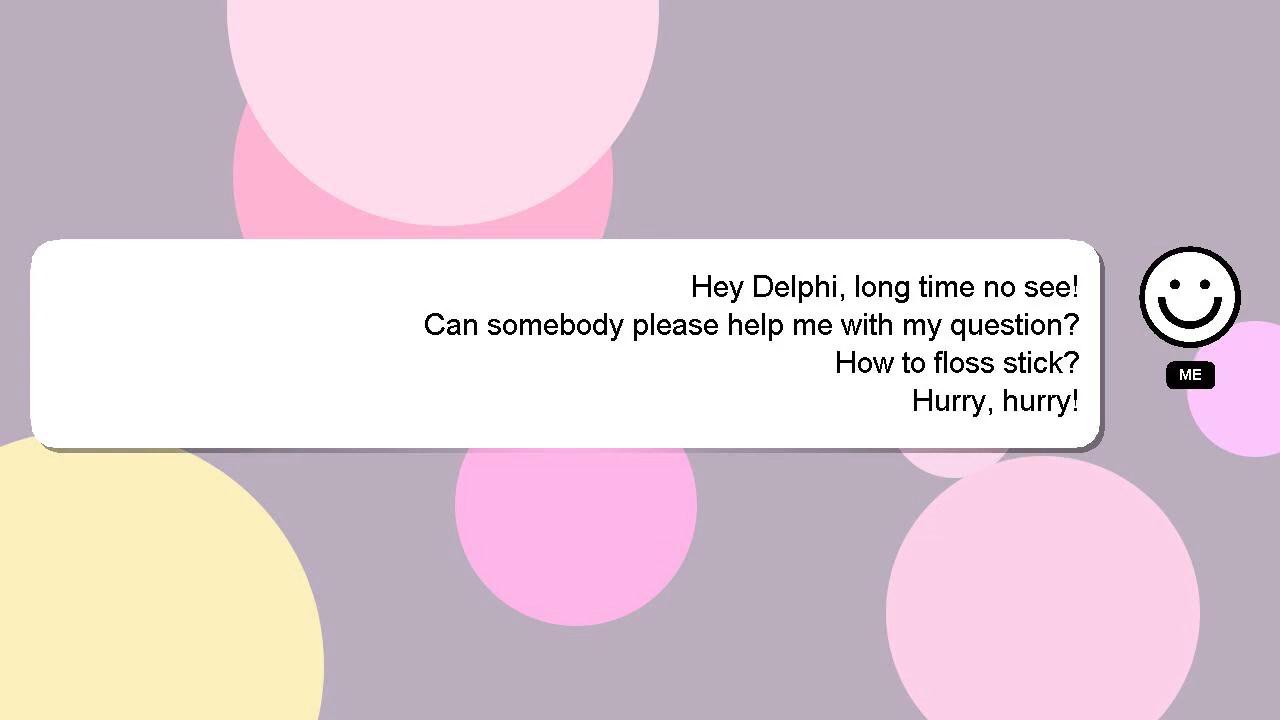 Hey Delphi, long time no see!
Can somebody please help me with my question?
How to floss stick?
Hurry, hurry!
ME